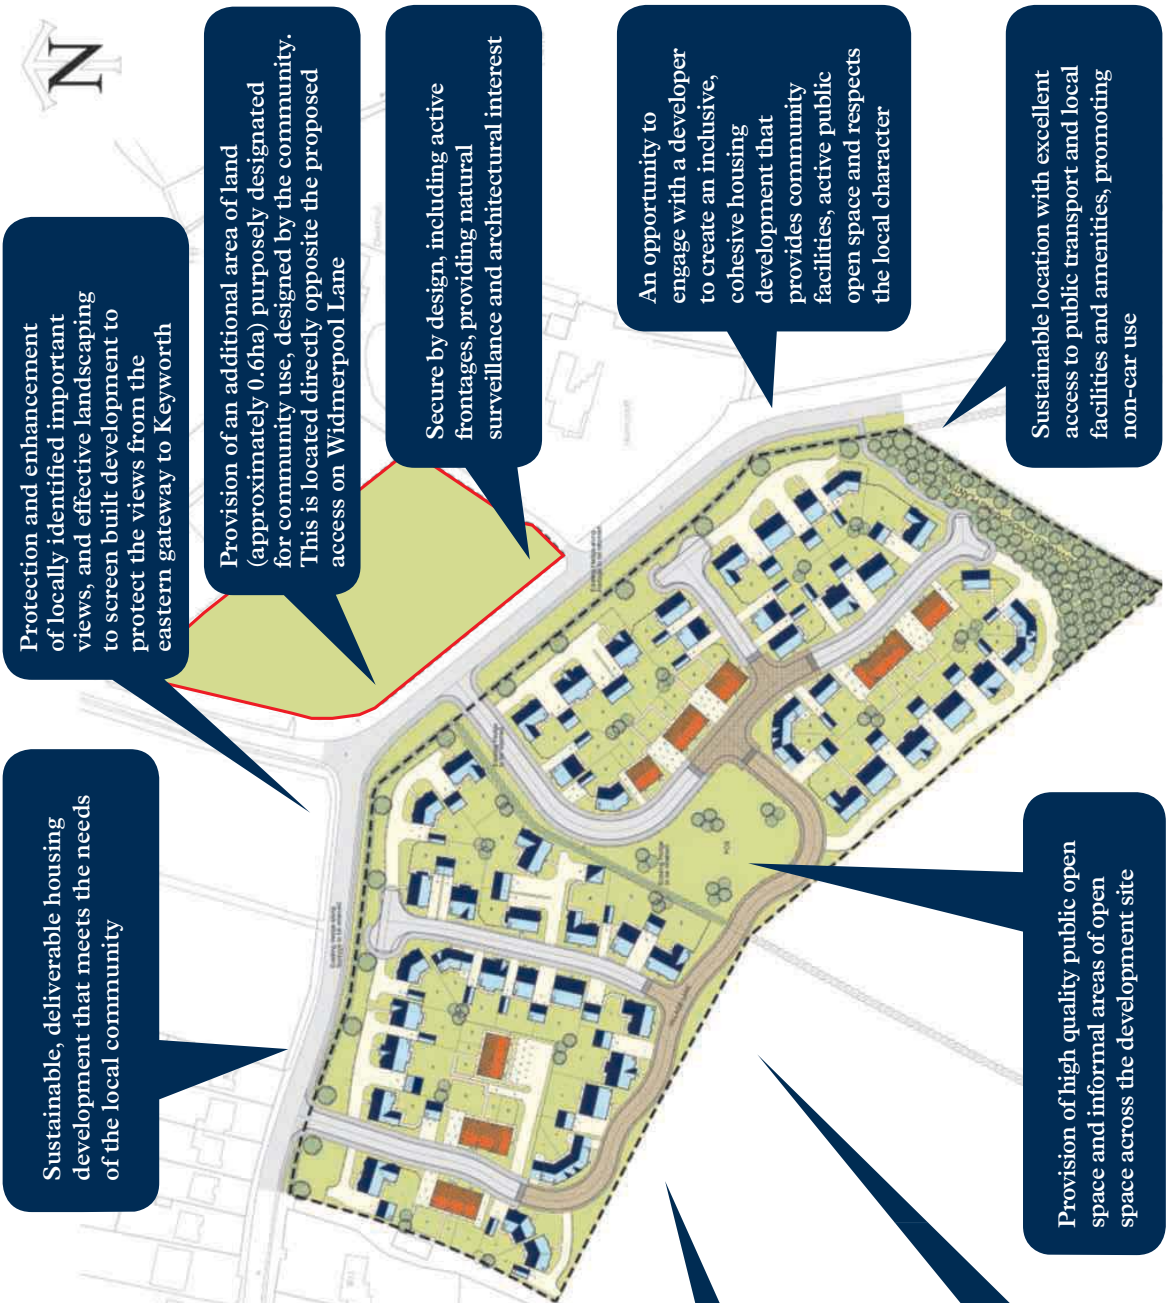 N
Sustainable, deliverable housing
development that meets the needs
of the local community
Protection and enhancement
of locally identified important
views, and effective landscaping
to screen built development to
protect the views from the
eastern gateway to Keyworth
Provision of an additional area of land
(approximately 0.6ha) purposely designated
for community use, designed by the community.
This is located directly opposite the proposed
access on Widmerpool Lane
Secure by design, including active
frontages, providing natural
surveillance and architectural interest
An opportunity to
engage with a developer
to create an inclusive,
cohesive housing
development that
provides community
facilities, active public
open space and respects
the local character
Sustainable location with excellent
access to public transport and local
facilities and amenities, promoting
non-car use
Provision of high quality public open
space and informal areas of open
space across the development site
POS